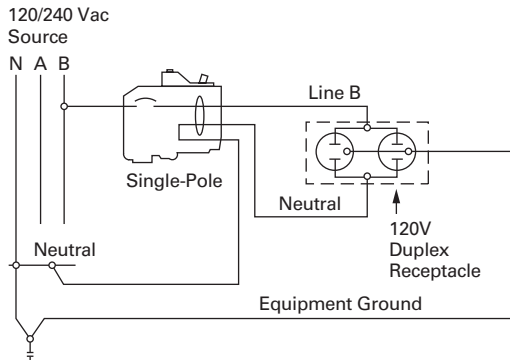 120/240 Vac
Source
N A B
Line B
Single-Pole
Neutral
120V
Duplex
Receptacle
Neutral
Equipment Ground